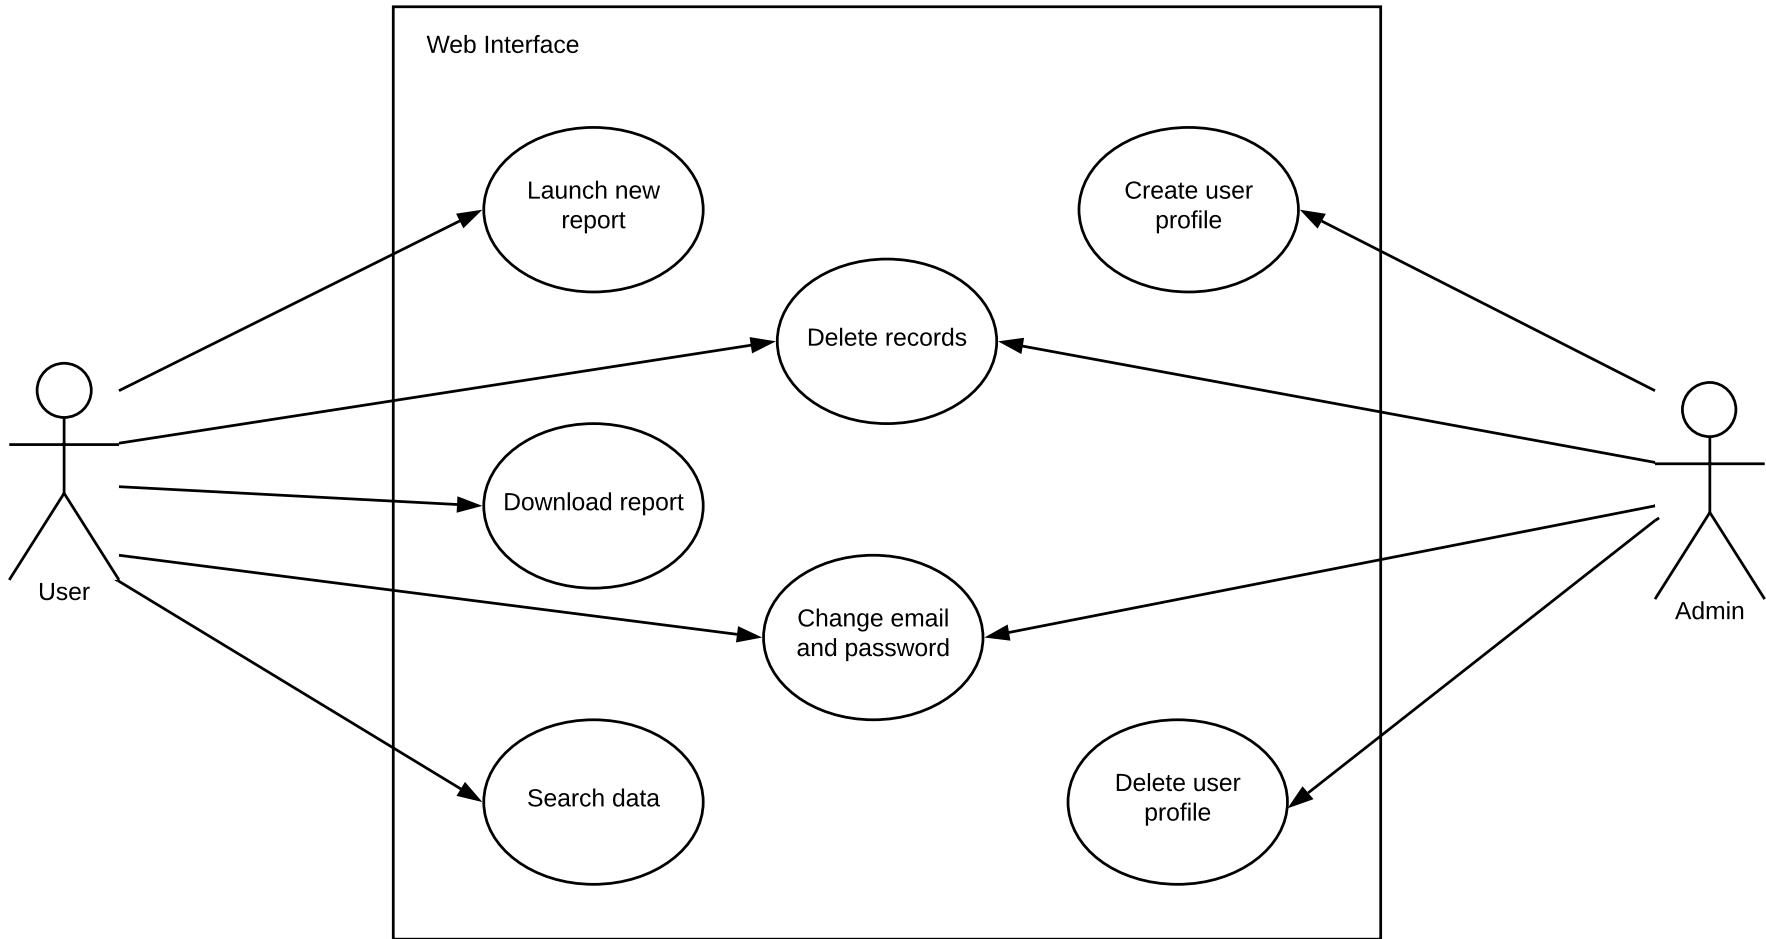 Web Interface
Launch new
report
Create user
profile
Delete records
Download report
User
Admin
Change email
and password
Search data
Delete user
profile